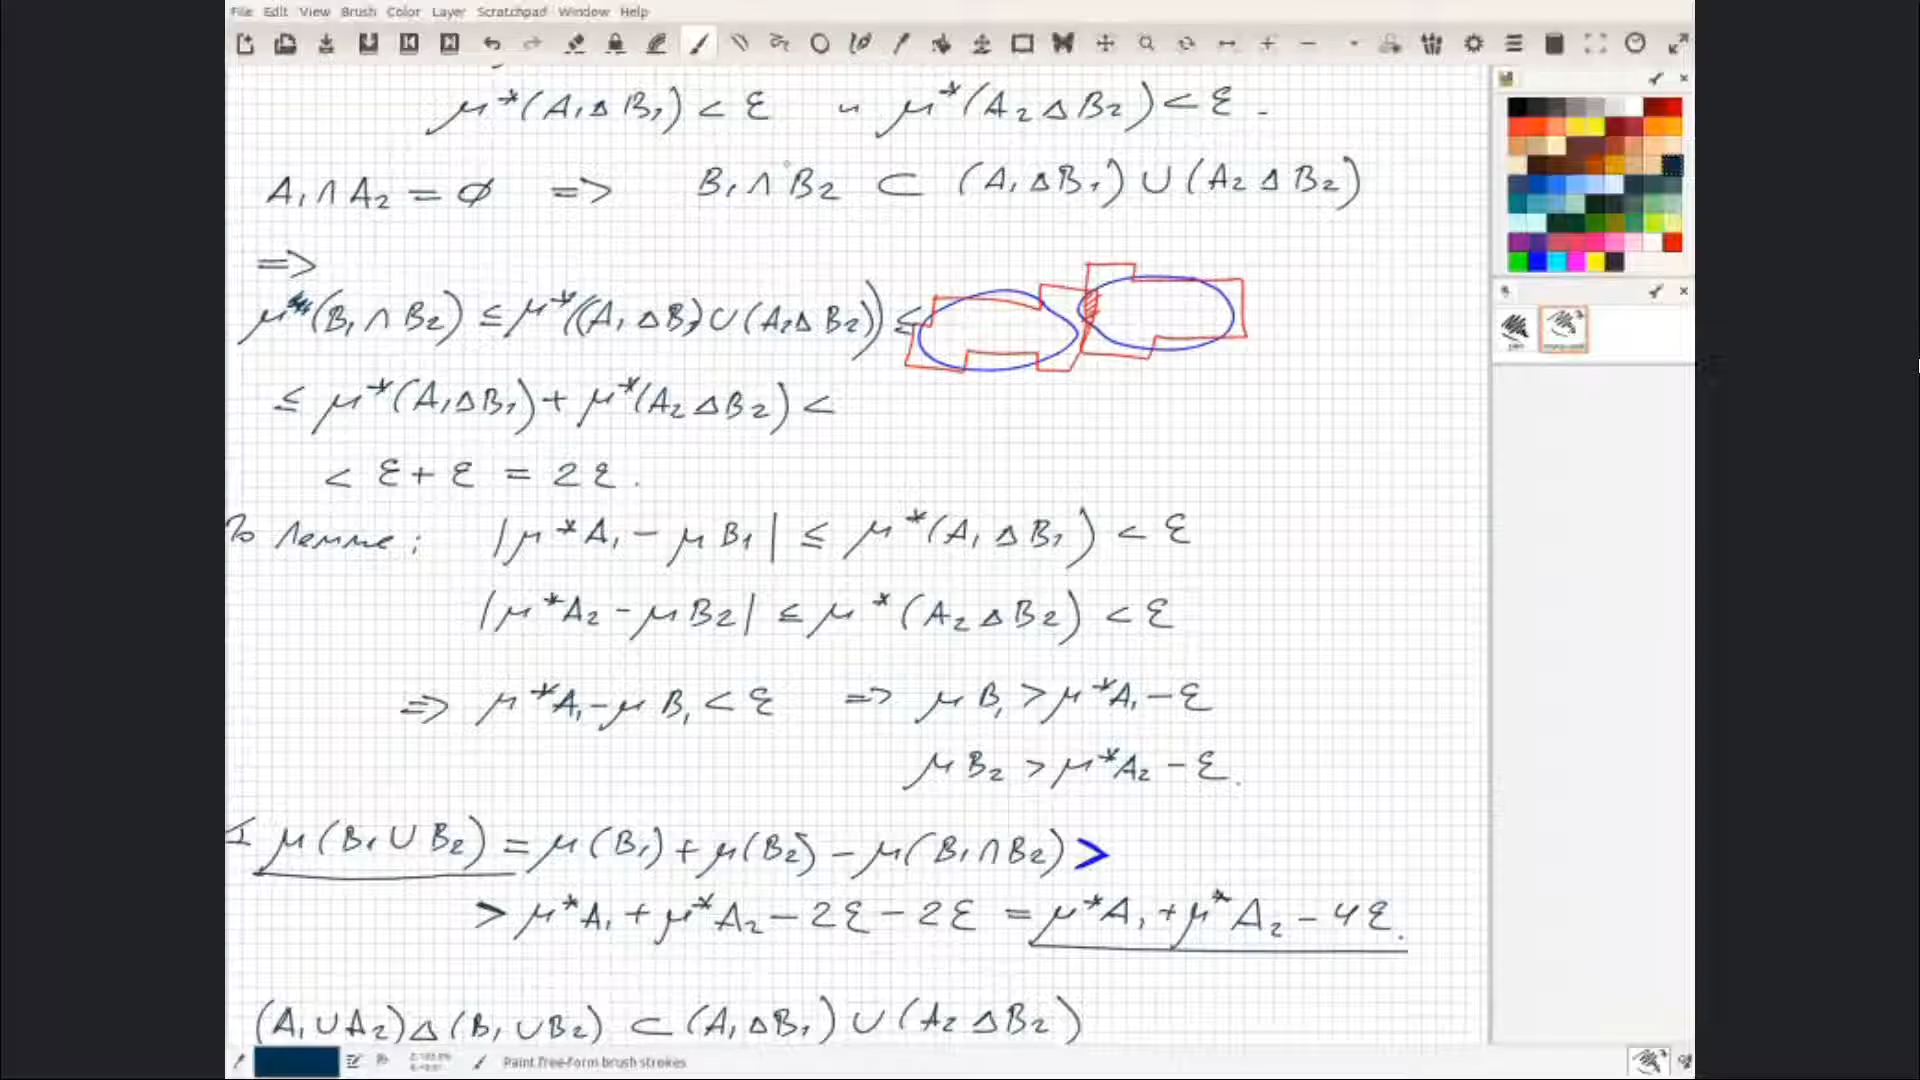 File Edit View Brush Color Layer Scratchpad Window Help
μ*(A₁ Δ B₁) < ε и μ*(A₂ Δ B₂) < ε.
A₁ ∩ A₂ = ∅ => B₁ ∩ B₂ ⊂ (A₁ Δ B₁) ∪ (A₂ Δ B₂)
=>
μ*(B₁ ∩ B₂) ≤ μ*((A₁ Δ B₁) ∪ (A₂ Δ B₂)) ≤
≤ μ*(A₁ Δ B₁) + μ*(A₂ Δ B₂) <
< ε + ε = 2ε.
По Лемме: |μ*A₁ - μB₁| ≤ μ*(A₁ Δ B₁) < ε
|μ*A₂ - μB₂| ≤ μ*(A₂ Δ B₂) < ε
=> μ*A₁ - μB₁ < ε => μB₁ > μ*A₁ - ε
μB₂ > μ*A₂ - ε.
μ(B₁ ∪ B₂) = μ(B₁) + μ(B₂) - μ(B₁ ∩ B₂) >
> μ*A₁ + μ*A₂ - 2ε - 2ε = μ*A₁ + μ*A₂ - 4ε.
(A₁ ∪ A₂) Δ (B₁ ∪ B₂) ⊂ (A₁ Δ B₁) ∪ (A₂ Δ B₂)
Paint free-form brush strokes